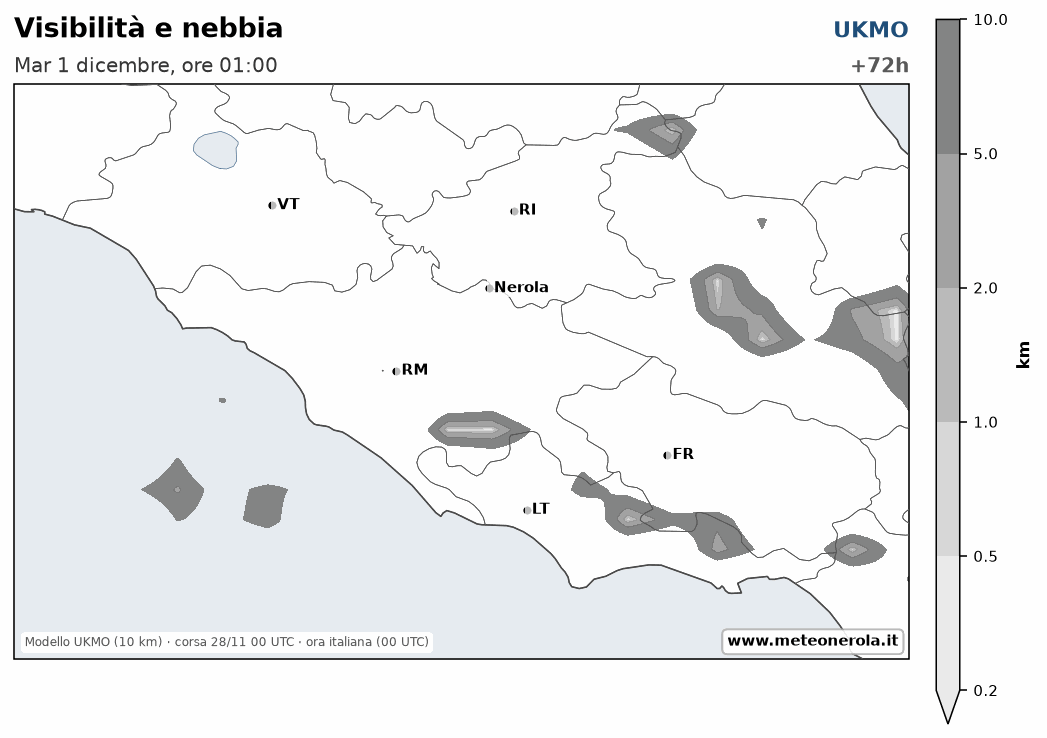 Visibilità e nebbia
UKMO
Mar 1 dicembre, ore 01:00
+72h
10.0
5.0
2.0
1.0
0.5
0.2
km
VT
RI
Nerola
RM
FR
LT
Modello UKMO (10 km) · corsa 28/11 00 UTC · ora italiana (00 UTC)
www.meteonerola.it